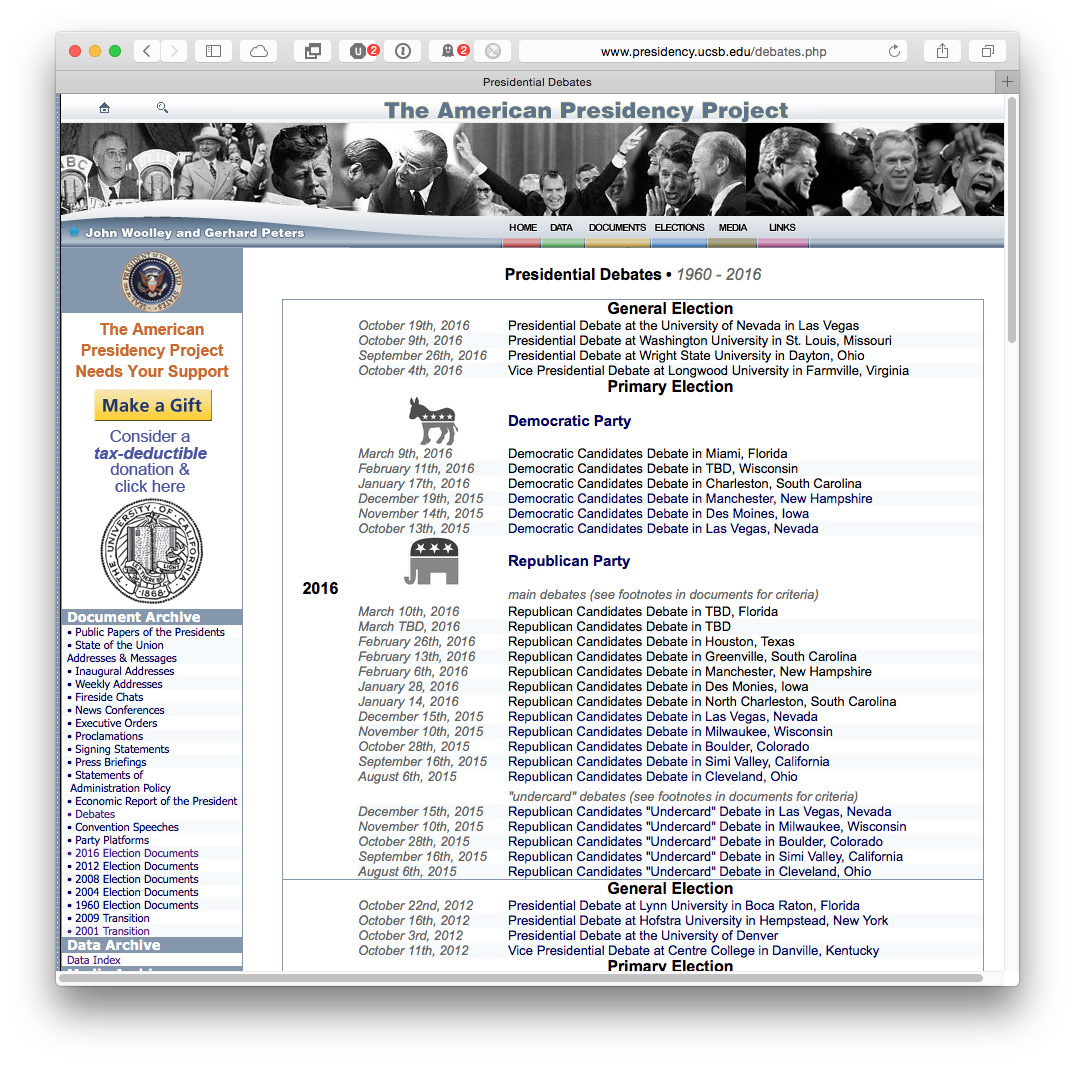 2
2
www.presidency.ucsb.edu/debates.php
Presidential Debates
The American Presidency Project
ABC
John Woolley and Gerhard Peters
HOME DATA DOCUMENTS ELECTIONS MEDIA LINKS
The American
Presidency Project
Needs Your Support
Make a Gift
Consider a
tax-deductible
donation &
click here
THE UNIVERSITY OF CALIFORNIA
LET THERE BE LIGHT
·1868·
Document Archive
• Public Papers of the Presidents
• State of the Union
Addresses & Messages
• Inaugural Addresses
• Weekly Addresses
• Fireside Chats
• News Conferences
• Executive Orders
• Proclamations
• Signing Statements
• Press Briefings
• Statements of
Administration Policy
• Economic Report of the President
• Debates
• Convention Speeches
• Party Platforms
• 2016 Election Documents
• 2012 Election Documents
• 2008 Election Documents
• 2004 Election Documents
• 1960 Election Documents
• 2009 Transition
• 2001 Transition
Data Archive
Data Index
Presidential Debates • 1960 - 2016
2016
General Election
October 19th, 2016 Presidential Debate at the University of Nevada in Las Vegas
October 9th, 2016 Presidential Debate at Washington University in St. Louis, Missouri
September 26th, 2016 Presidential Debate at Wright State University in Dayton, Ohio
October 4th, 2016 Vice Presidential Debate at Longwood University in Farmville, Virginia
Primary Election
Democratic Party
March 9th, 2016 Democratic Candidates Debate in Miami, Florida
February 11th, 2016 Democratic Candidates Debate in TBD, Wisconsin
January 17th, 2016 Democratic Candidates Debate in Charleston, South Carolina
December 19th, 2015 Democratic Candidates Debate in Manchester, New Hampshire
November 14th, 2015 Democratic Candidates Debate in Des Moines, Iowa
October 13th, 2015 Democratic Candidates Debate in Las Vegas, Nevada
Republican Party
main debates (see footnotes in documents for criteria)
March 10th, 2016 Republican Candidates Debate in TBD, Florida
March TBD, 2016 Republican Candidates Debate in TBD
February 26th, 2016 Republican Candidates Debate in Houston, Texas
February 13th, 2016 Republican Candidates Debate in Greenville, South Carolina
February 6th, 2016 Republican Candidates Debate in Manchester, New Hampshire
January 28, 2016 Republican Candidates Debate in Des Monies, Iowa
January 14, 2016 Republican Candidates Debate in North Charleston, South Carolina
December 15th, 2015 Republican Candidates Debate in Las Vegas, Nevada
November 10th, 2015 Republican Candidates Debate in Milwaukee, Wisconsin
October 28th, 2015 Republican Candidates Debate in Boulder, Colorado
September 16th, 2015 Republican Candidates Debate in Simi Valley, California
August 6th, 2015 Republican Candidates Debate in Cleveland, Ohio
"undercard" debates (see footnotes in documents for criteria)
December 15th, 2015 Republican Candidates "Undercard" Debate in Las Vegas, Nevada
November 10th, 2015 Republican Candidates "Undercard" Debate in Milwaukee, Wisconsin
October 28th, 2015 Republican Candidates "Undercard" Debate in Boulder, Colorado
September 16th, 2015 Republican Candidates "Undercard" Debate in Simi Valley, California
August 6th, 2015 Republican Candidates "Undercard" Debate in Cleveland, Ohio
General Election
October 22nd, 2012 Presidential Debate at Lynn University in Boca Raton, Florida
October 16th, 2012 Presidential Debate at Hofstra University in Hempstead, New York
October 3rd, 2012 Presidential Debate at the University of Denver
October 11th, 2012 Vice Presidential Debate at Centre College in Danville, Kentucky
Primary Election